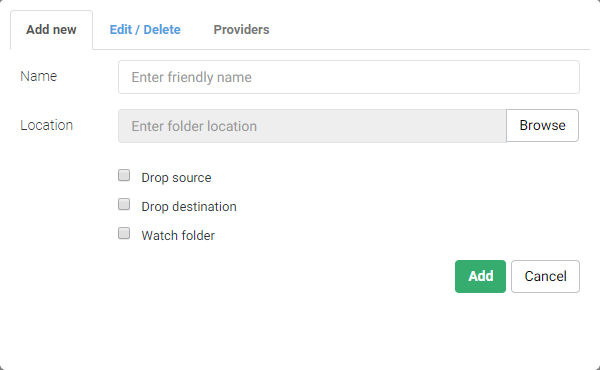 Add new Edit / Delete Providers
Name Enter friendly name
Location Enter folder location Browse
Drop source
Drop destination
Watch folder
Add Cancel